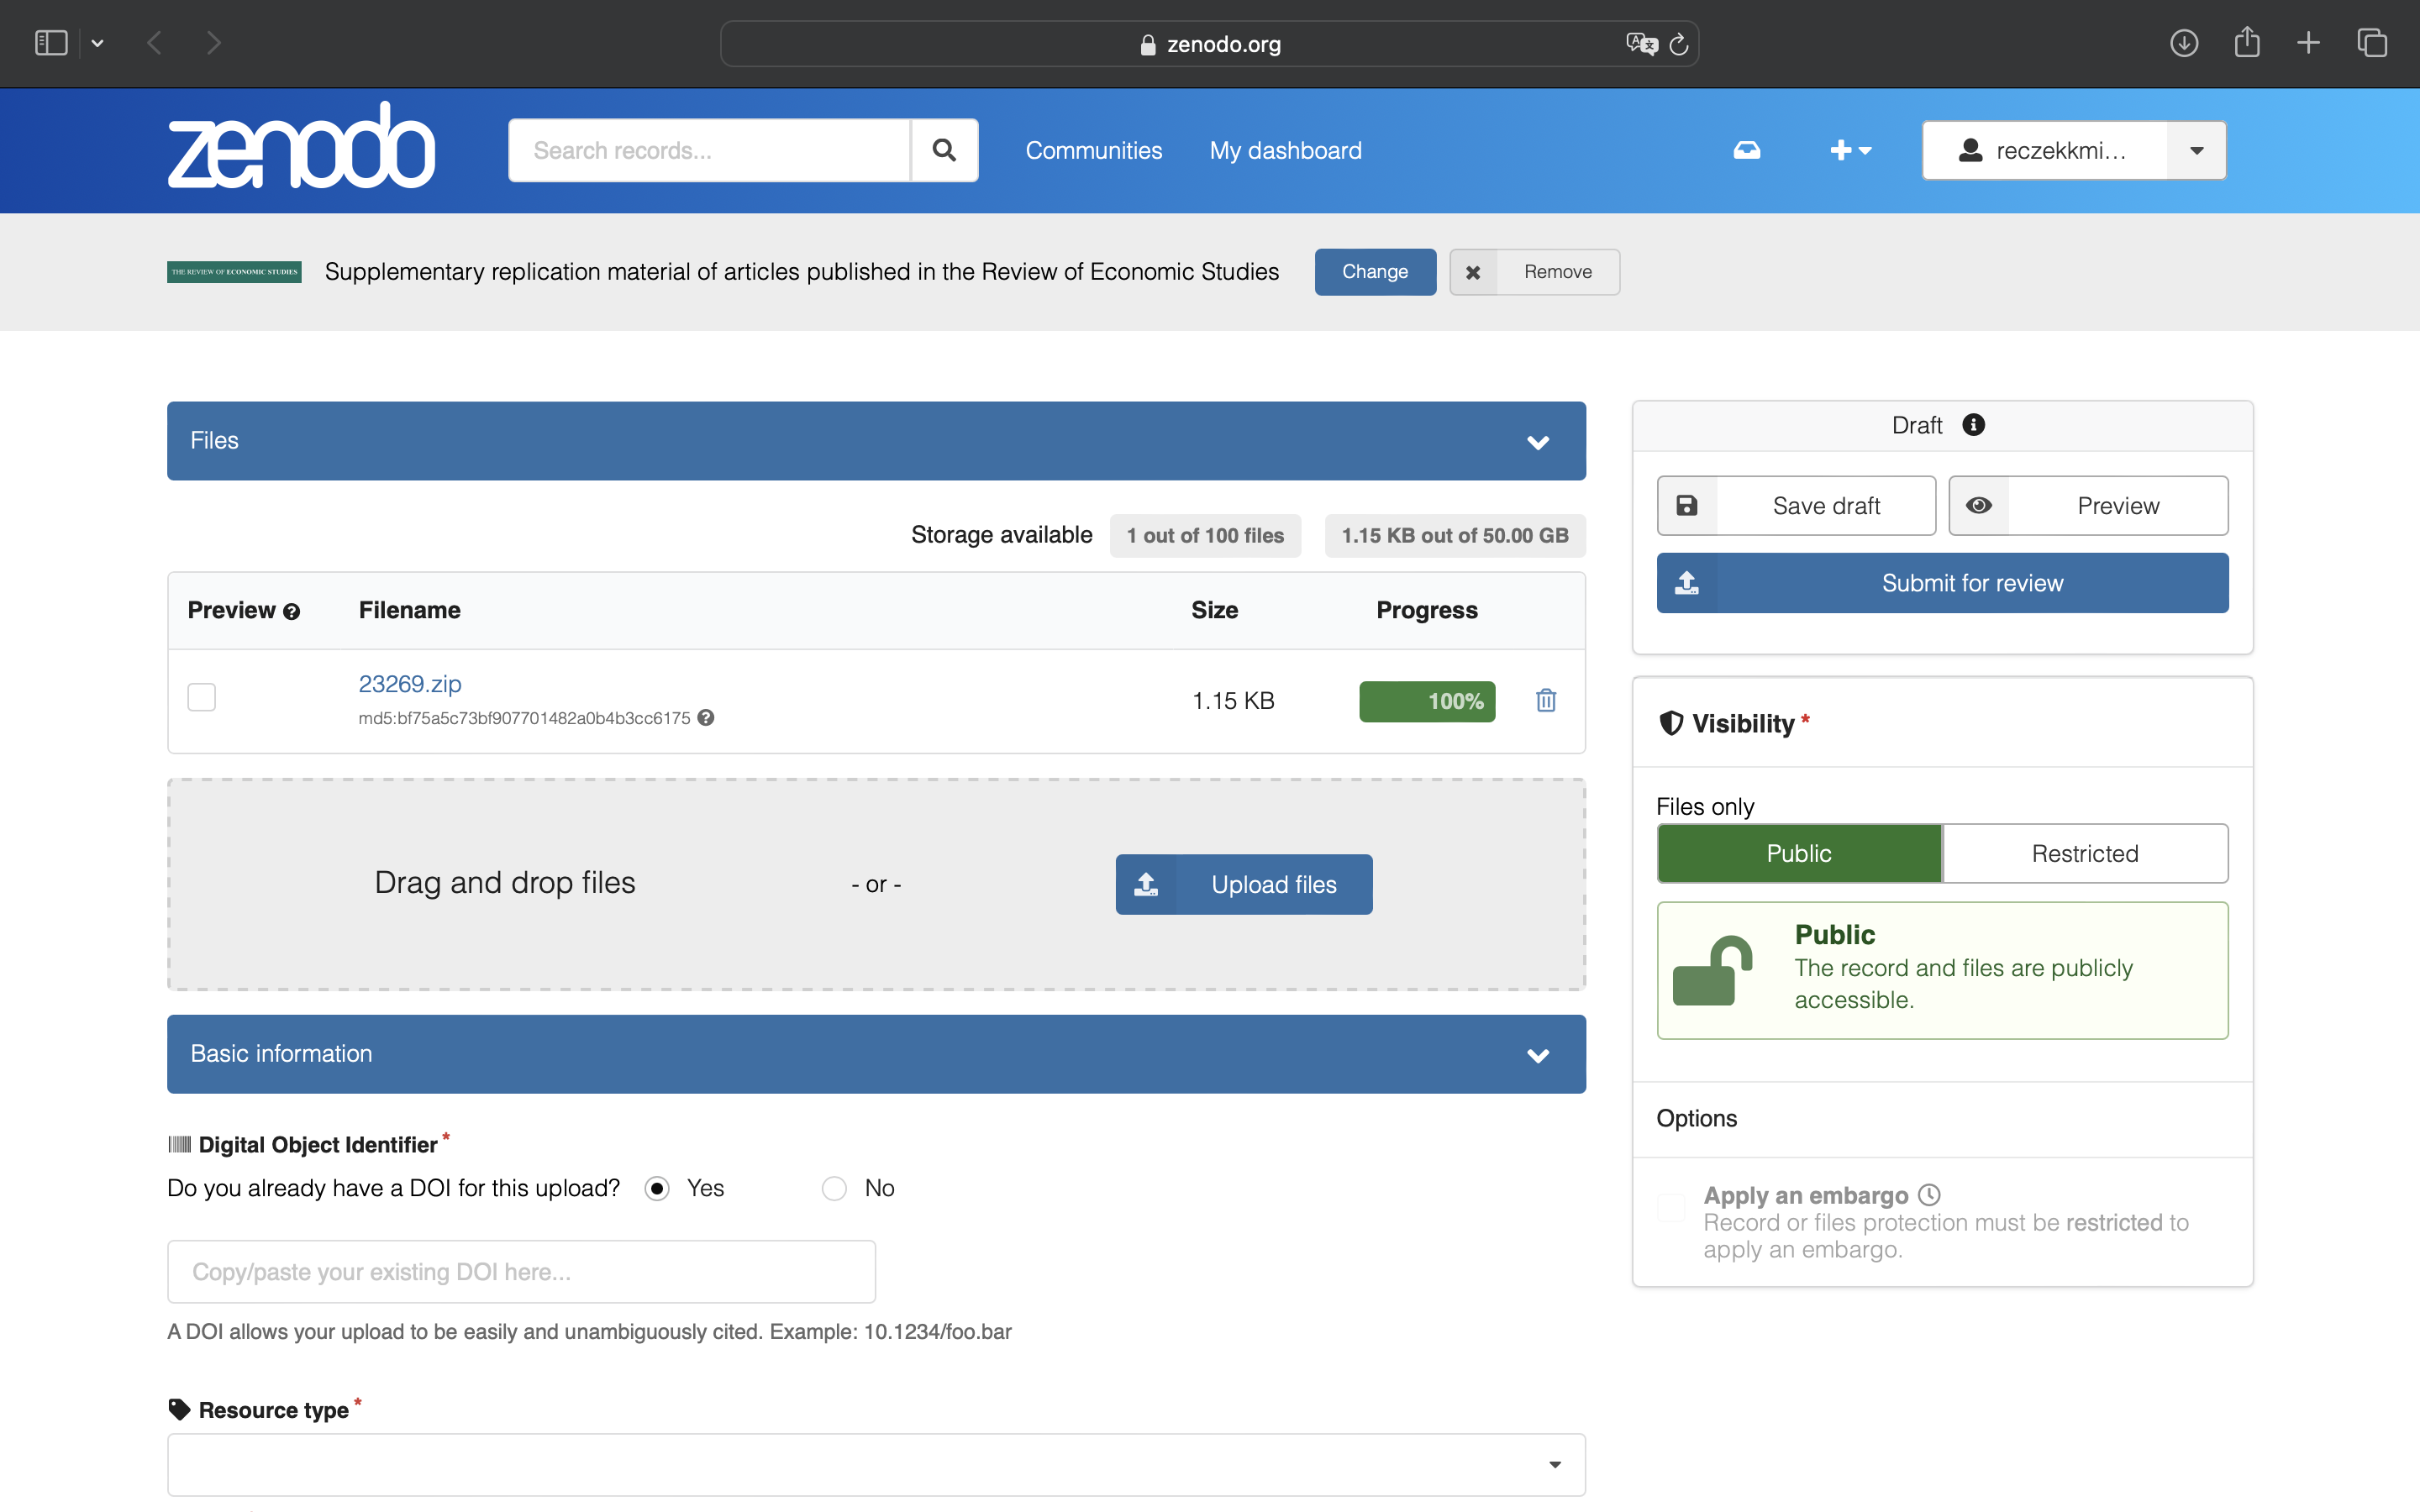 zenodo.org
zenodo
Search records...
Communities
My dashboard
reczekkmi...
THE REVIEW OF ECONOMIC STUDIES
Supplementary replication material of articles published in the Review of Economic Studies
Change
Remove
Files
Draft
Save draft
Preview
Submit for review
Storage available
1 out of 100 files
1.15 KB out of 50.00 GB
Preview
Filename
Size
Progress
23269.zip
1.15 KB
100%
md5:bf75a5c73bf907701482a0b4b3cc6175
Drag and drop files
- or -
Upload files
Visibility *
Files only
Public
Restricted
Public
The record and files are publicly
accessible.
Options
Apply an embargo
Record or files protection must be restricted to
apply an embargo.
Basic information
Digital Object Identifier *
Do you already have a DOI for this upload?
Yes
No
Copy/paste your existing DOI here...
A DOI allows your upload to be easily and unambiguously cited. Example: 10.1234/foo.bar
Resource type *